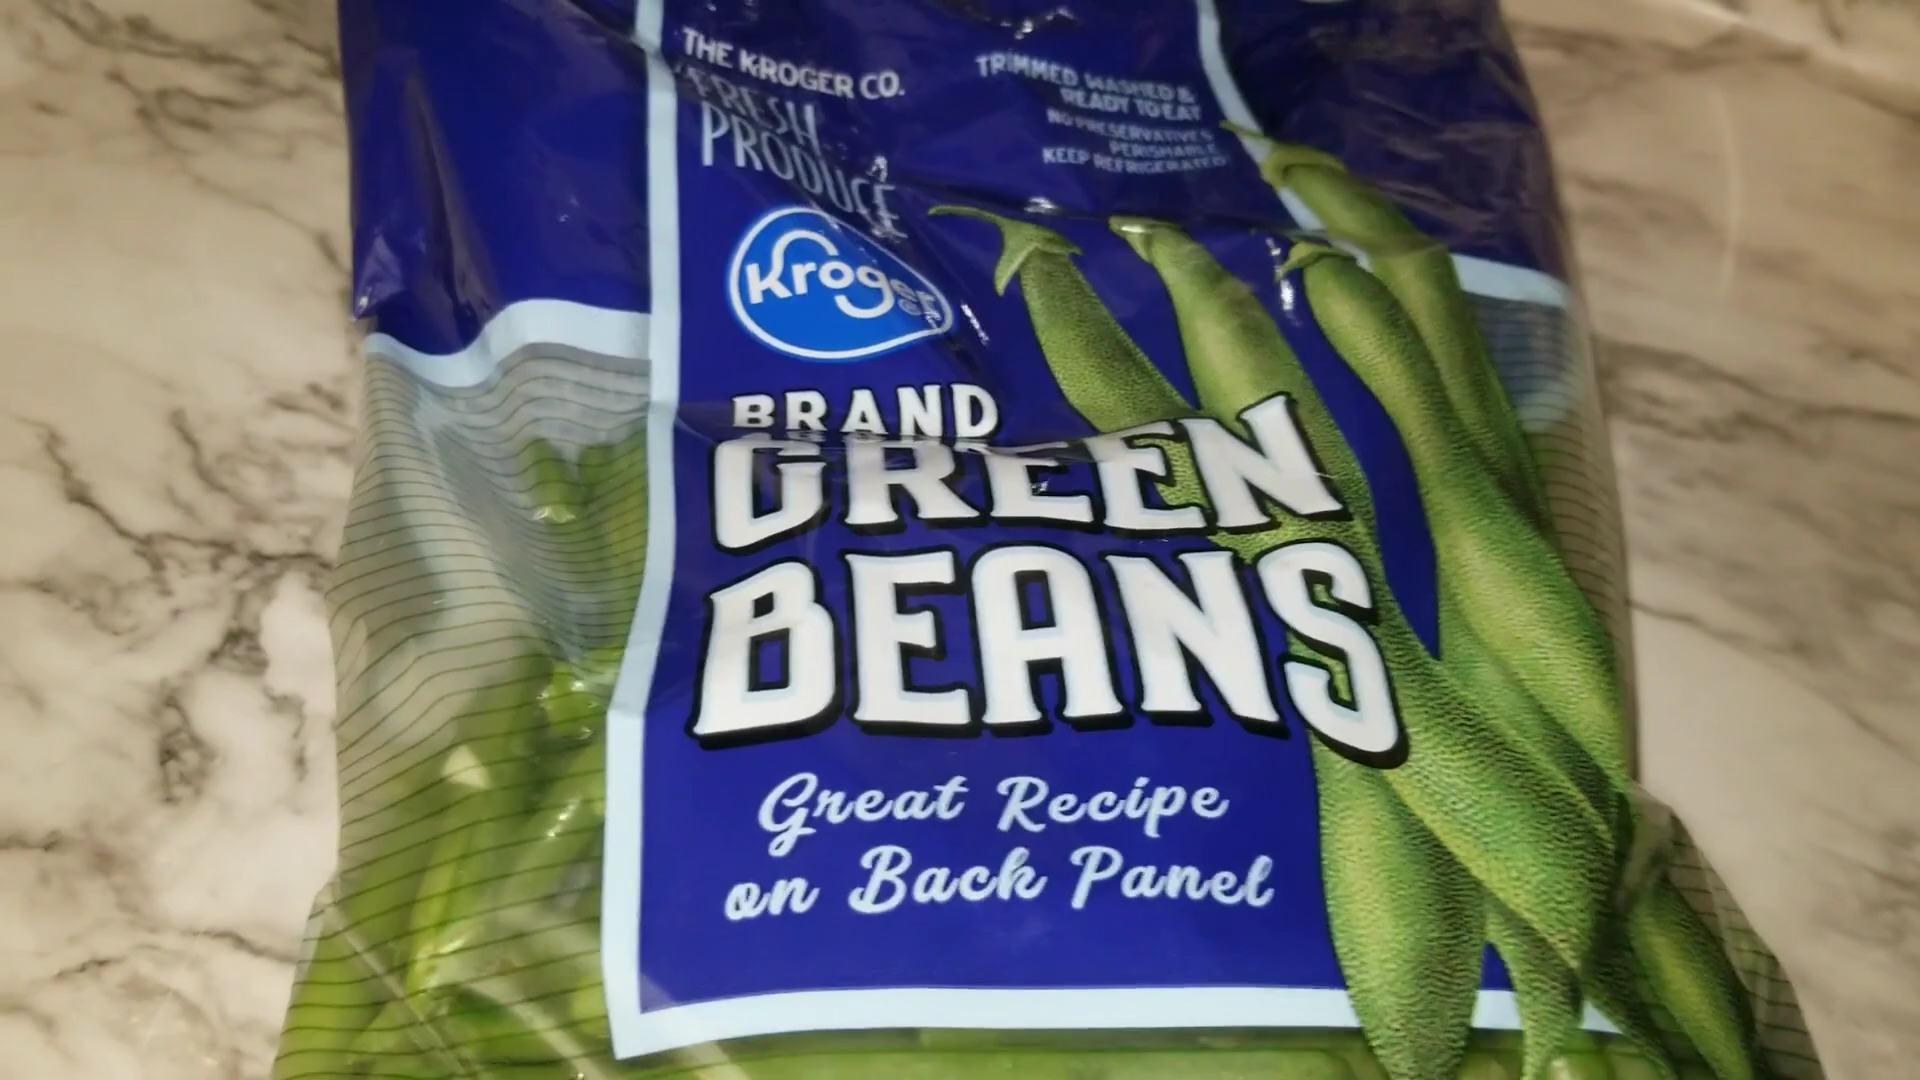 THE KROGER CO.
FRESH
PRODUCE
TRIMMED WASHED &
READY TO EAT
NO PRESERVATIVES
PERISHABLE
KEEP REFRIGERATED
Kroger
BRAND
GREEN
BEANS
Great Recipe
on Back Panel